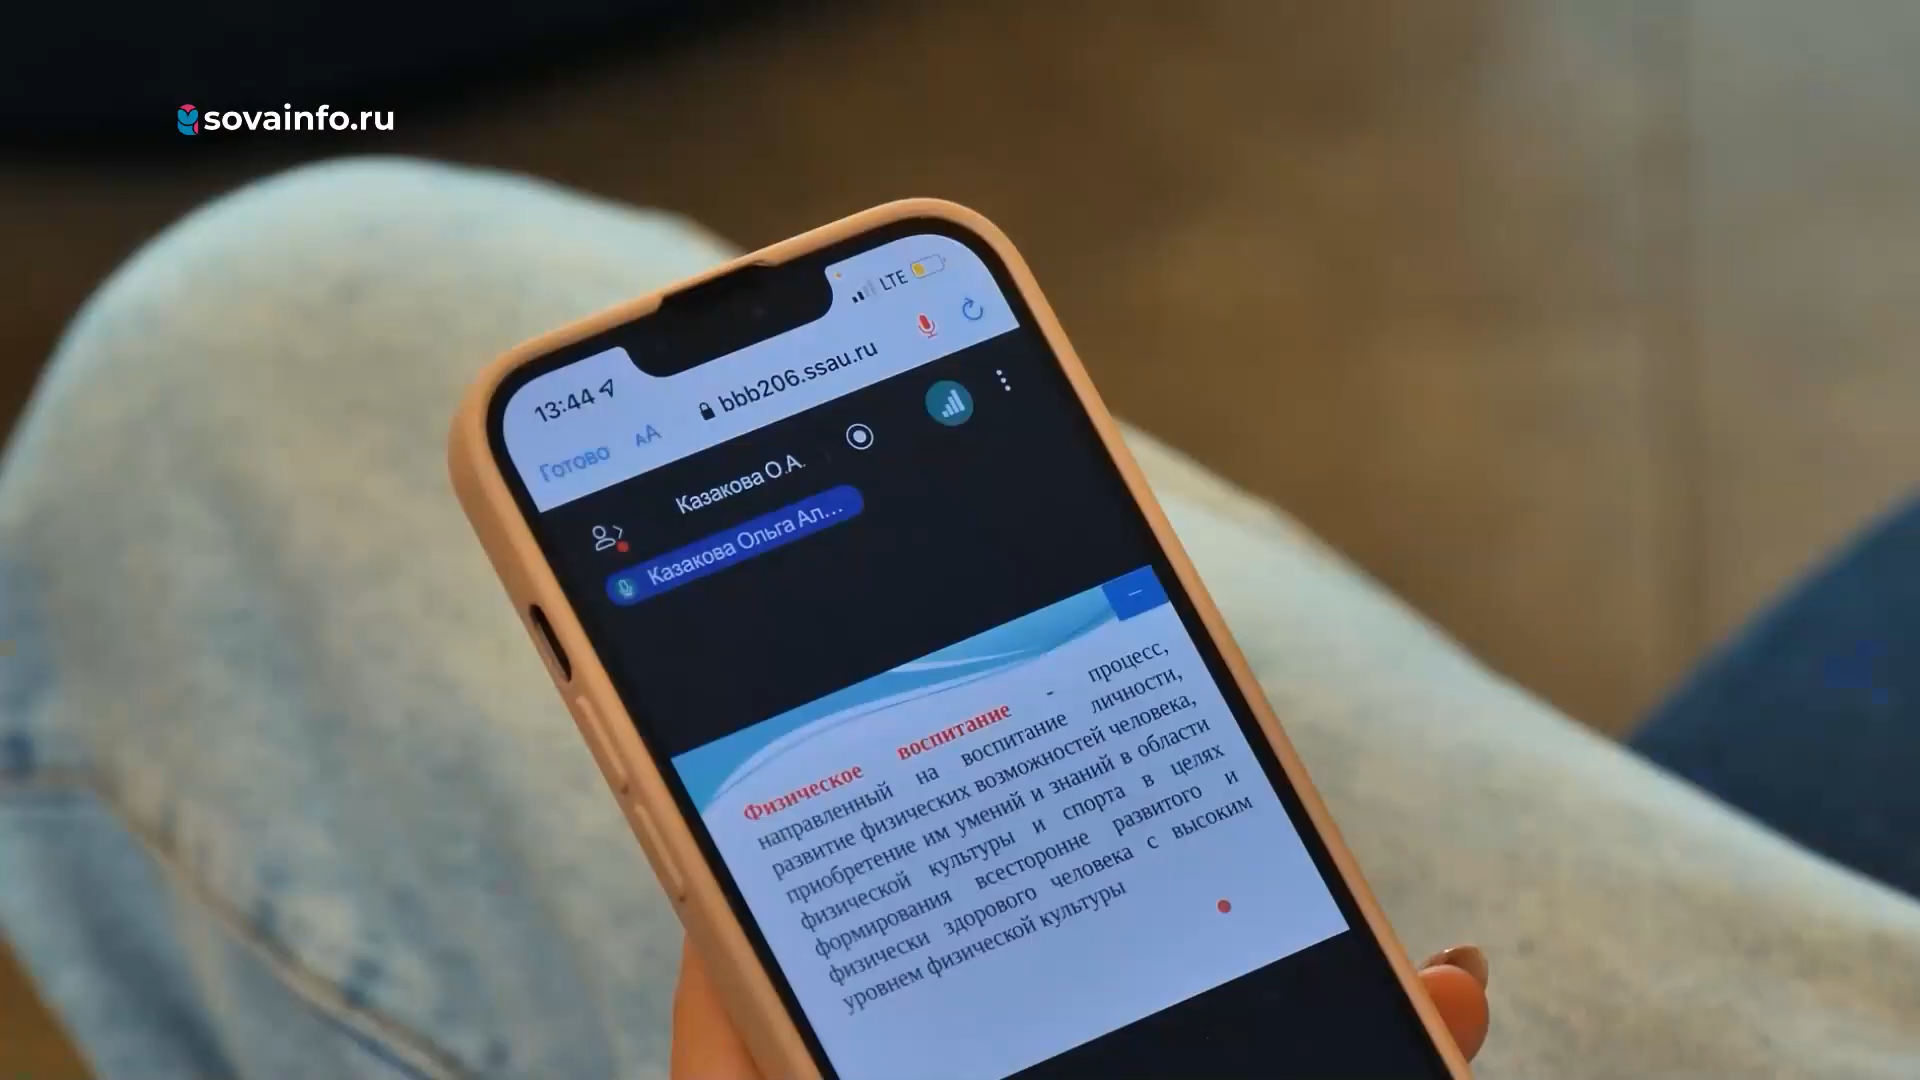 sovainfo.ru
13:44
LTE
Готово
АА
bbb206.ssau.ru
Казакова О.А.
Казакова Ольга Ал...
Физическое воспитание - процесс,
направленный на воспитание личности,
развитие физических возможностей человека,
приобретение им умений и знаний в области
физической культуры и спорта в целях
формирования всесторонне развитого и
физически здорового человека с высоким
уровнем физической культуры